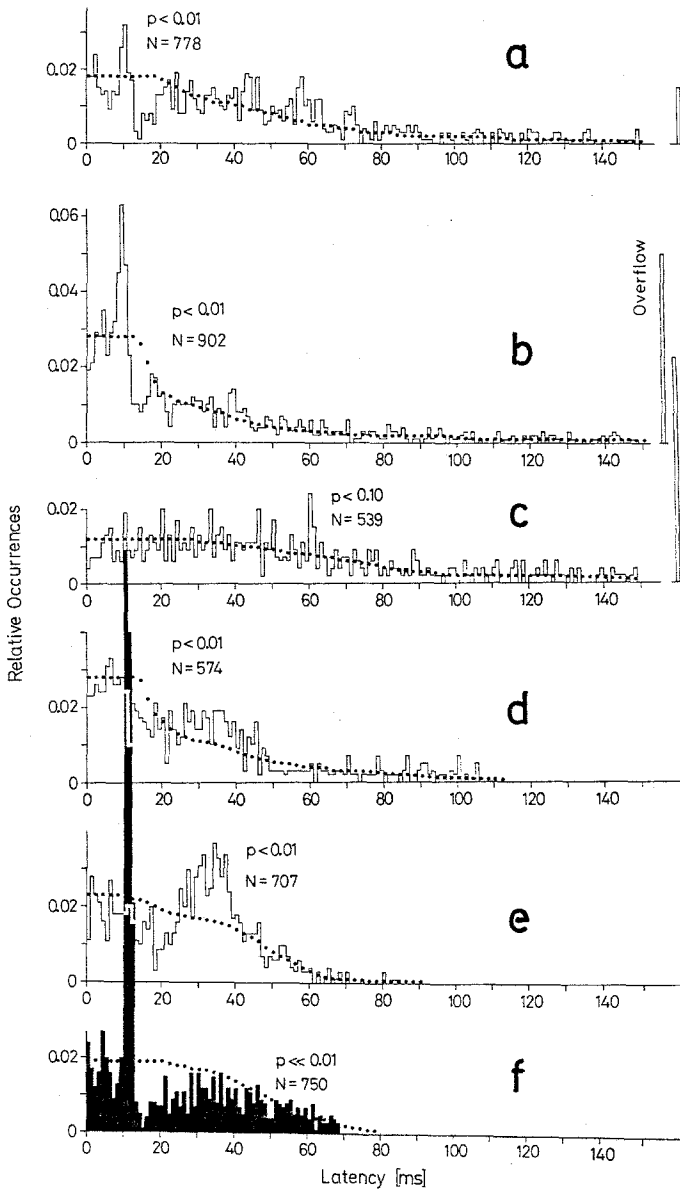 p < 0.01
N = 778
a
0.02
0
0 20 40 60 80 100 120 140
0.06
0.04
0.02
0
p < 0.01
N = 902
b
Overflow
0 20 40 60 80 100 120 140
Relative Occurrences
0.02
0
p < 0.10
N = 539
c
0 20 40 60 80 100 120 140
p < 0.01
N = 574
d
0.02
0
0 20 40 60 80 100 120 140
p < 0.01
N = 707
e
0.02
0
0 20 40 60 80 100 120 140
p << 0.01
N = 750
f
0.02
0
0 20 40 60 80 100 120 140
Latency [ms]